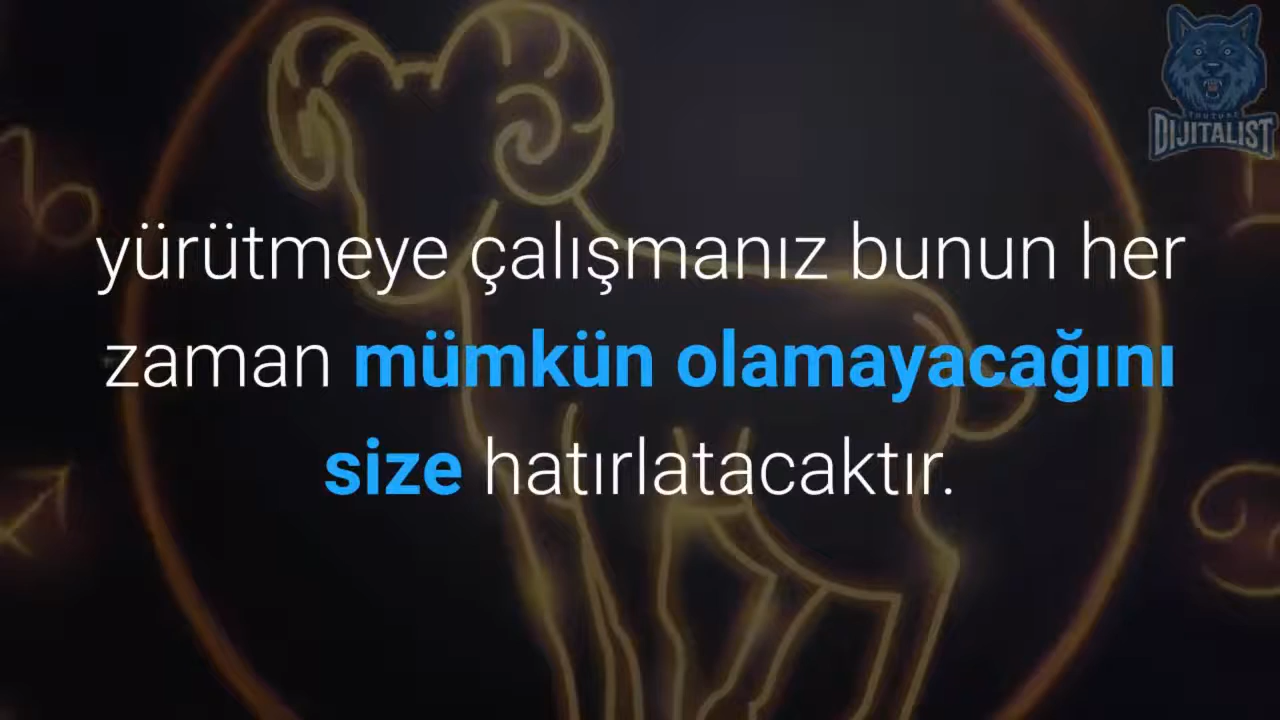 DIJITALIST
yürütmeye çalışmanız bunun her
zaman mümkün olamayacağını
size hatırlatacaktır.